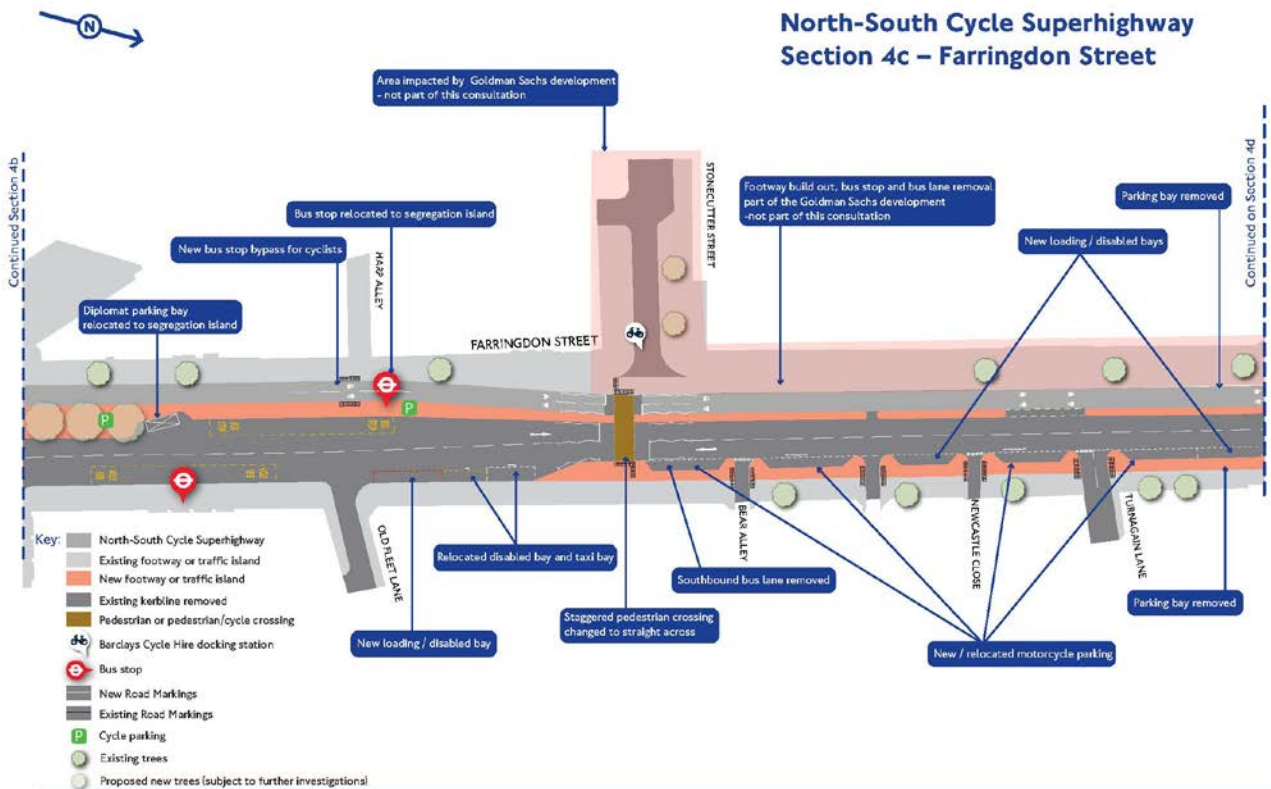 N
North-South Cycle Superhighway
Section 4c – Farringdon Street
Area impacted by Goldman Sachs development
- not part of this consultation
Continued Section 4b
Continued on Section 4d
STONECUTTER STREET
Footway build out, bus stop and bus lane removal
part of the Goldman Sachs development
-not part of this consultation
Parking bay removed
Bus stop relocated to segregation island
New bus stop bypass for cyclists
HARP ALLEY
New loading / disabled bays
Diplomat parking bay
relocated to segregation island
FARRINGDON STREET
P
P
OLD FLEET LANE
BEAR ALLEY
NEWCASTLE CLOSE
TURNAGAIN LANE
Relocated disabled bay and taxi bay
Southbound bus lane removed
Parking bay removed
New loading / disabled bay
Staggered pedestrian crossing
changed to straight across
New / relocated motorcycle parking
Key:
North-South Cycle Superhighway
Existing footway or traffic island
New footway or traffic island
Existing kerbline removed
Pedestrian or pedestrian/cycle crossing
Barclays Cycle Hire docking station
Bus stop
New Road Markings
Existing Road Markings
P Cycle parking
Existing trees
Proposed new trees (subject to further investigations)